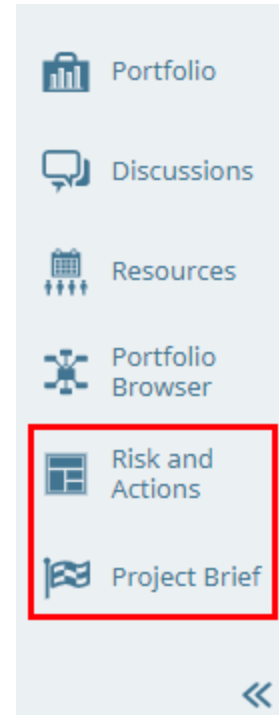 Portfolio
Discussions
Resources
Portfolio
Browser
Risk and
Actions
Project Brief